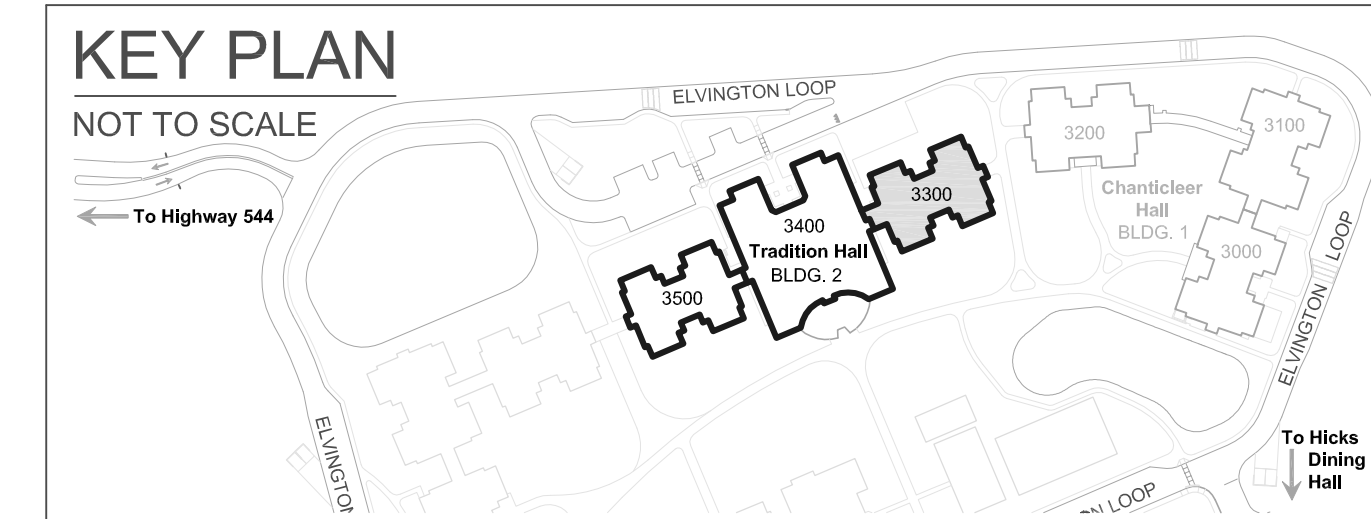 KEY PLAN
NOT TO SCALE
ELVINGTON LOOP
To Highway 544
3200
3100
3300
3400
Tradition Hall
BLDG. 2
Chanticleer
Hall
BLDG. 1
3000
3500
ELVINGTON LOOP
ELVINGTON
To Hicks
Dining
Hall
LOOP